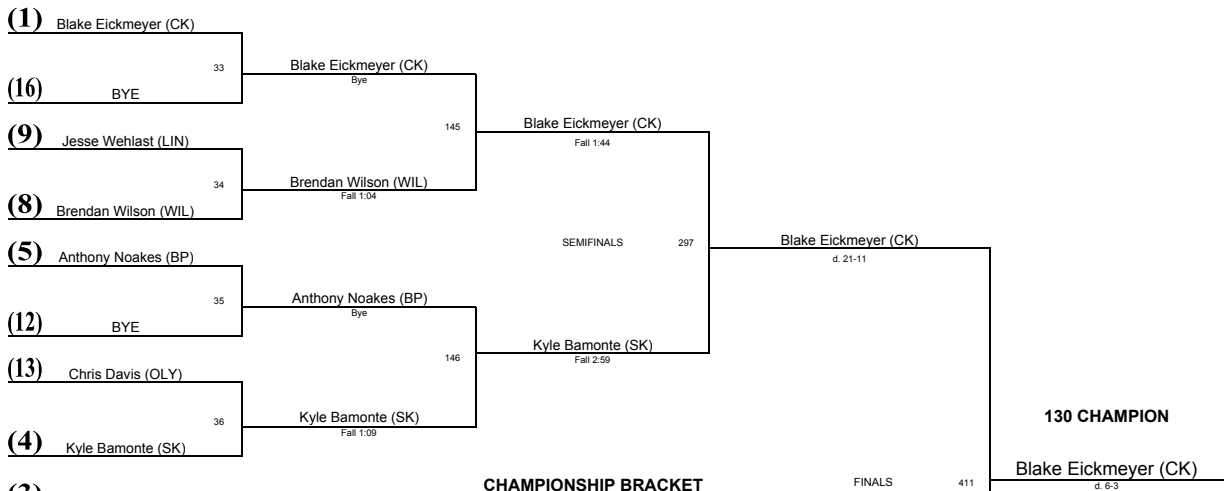 (1) Blake Eickmeyer (CK)
33 Blake Eickmeyer (CK)
Bye
(16) BYE
145 Blake Eickmeyer (CK)
Fall 1:44
(9) Jesse Wehlast (LIN)
34 Brendan Wilson (WIL)
Fall 1:04
(8) Brendan Wilson (WIL)
SEMIFINALS 297 Blake Eickmeyer (CK)
d. 21-11
(5) Anthony Noakes (BP)
35 Anthony Noakes (BP)
Bye
(12) BYE
146 Kyle Bamonte (SK)
Fall 2:59
(13) Chris Davis (OLY)
36 Kyle Bamonte (SK)
Fall 1:09
(4) Kyle Bamonte (SK)
130 CHAMPION
CHAMPIONSHIP BRACKET FINALS 411 Blake Eickmeyer (CK)
d. 6-3